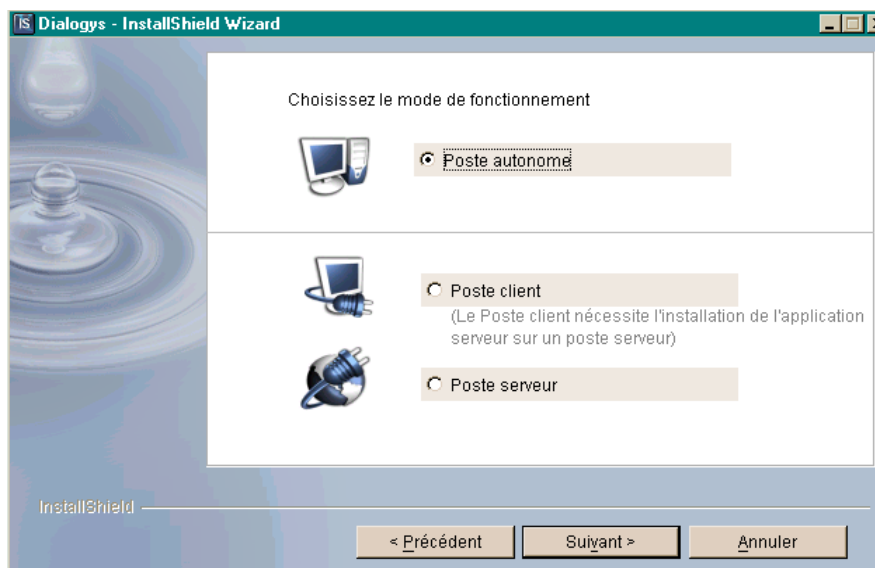 IS Dialogys - InstallShield Wizard
Choisissez le mode de fonctionnement
Poste autonome
Poste client
(Le Poste client nécessite l'installation de l'application
serveur sur un poste serveur)
Poste serveur
InstallShield
< Précédent
Suivant >
Annuler